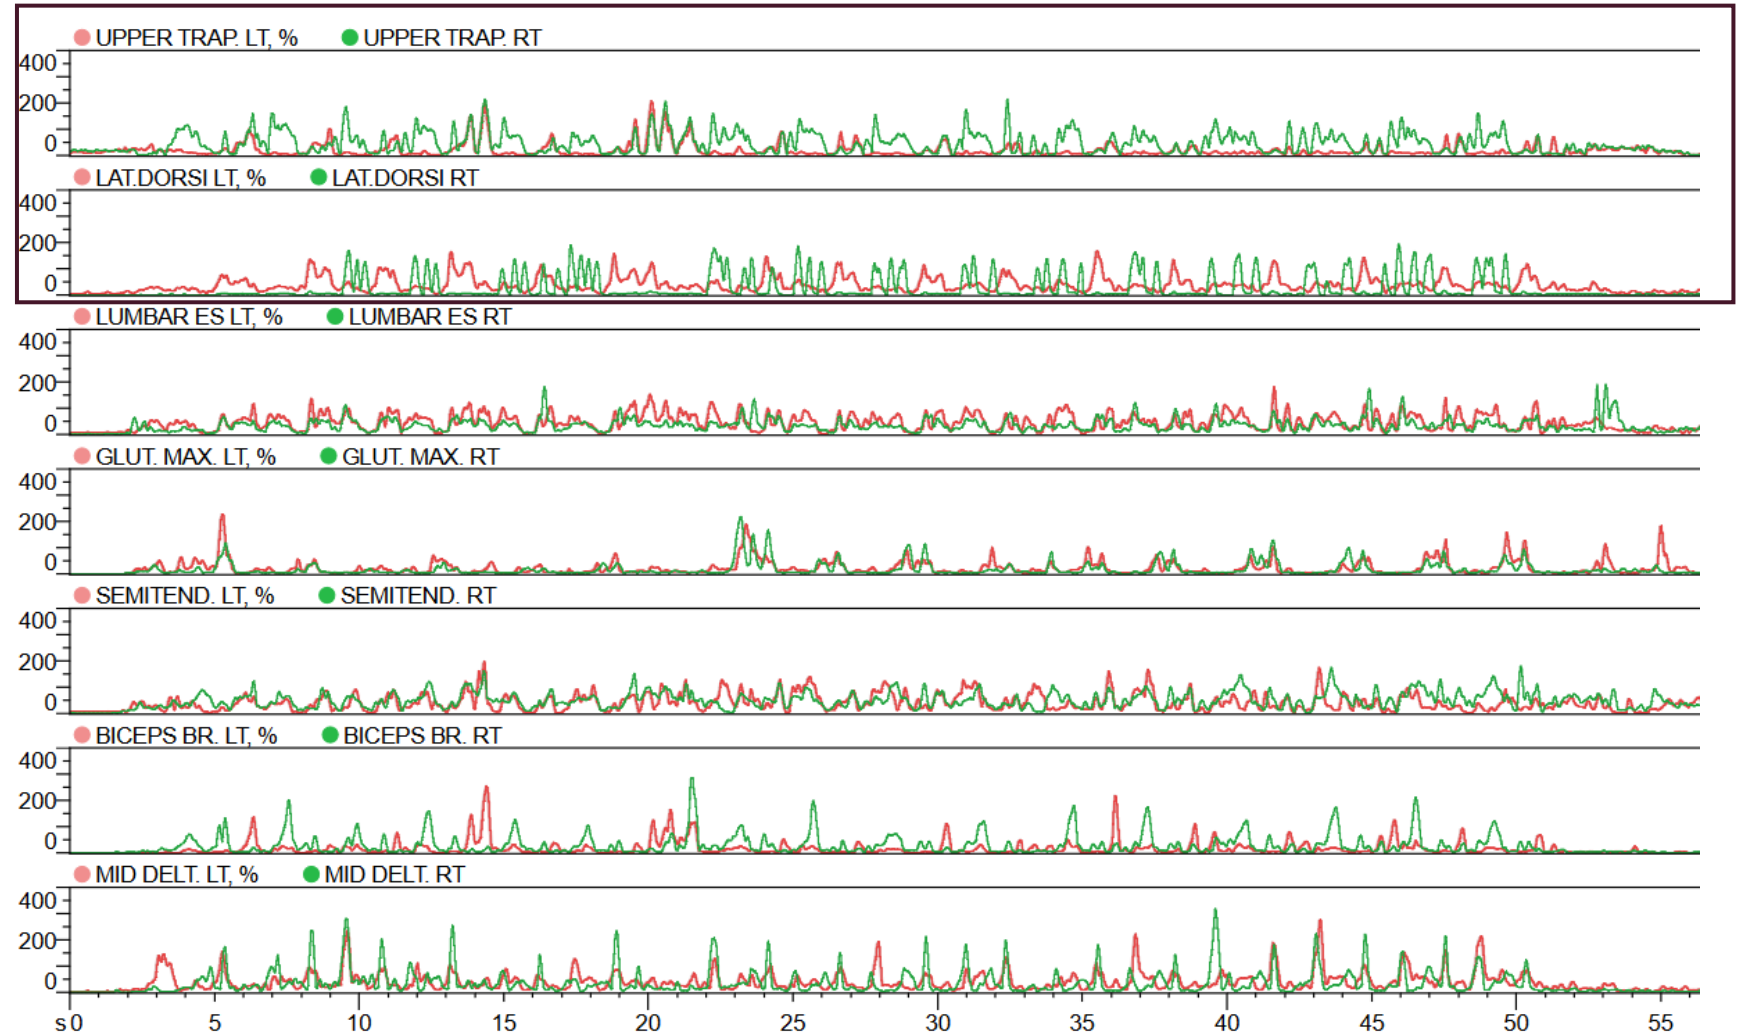 UPPER TRAP. LT, % UPPER TRAP. RT
400
200
0
LAT.DORSI LT, % LAT.DORSI RT
400
200
0
LUMBAR ES LT, % LUMBAR ES RT
400
200
0
GLUT. MAX. LT, % GLUT. MAX. RT
400
200
0
SEMITEND. LT, % SEMITEND. RT
400
200
0
BICEPS BR. LT, % BICEPS BR. RT
400
200
0
MID DELT. LT, % MID DELT. RT
400
200
0
s 0 5 10 15 20 25 30 35 40 45 50 55